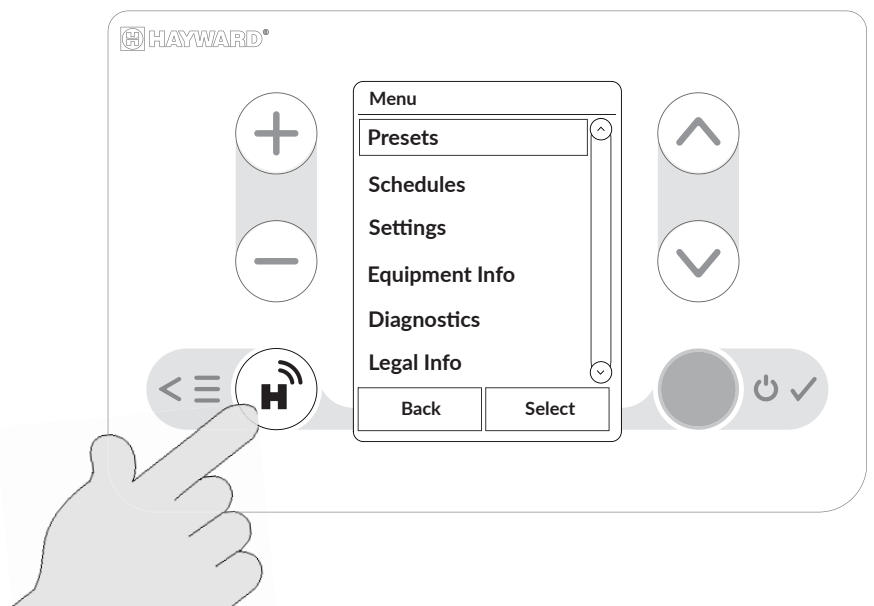 HAYWARD®
Menu
Presets
Schedules
Settings
Equipment Info
Diagnostics
Legal Info
Back Select